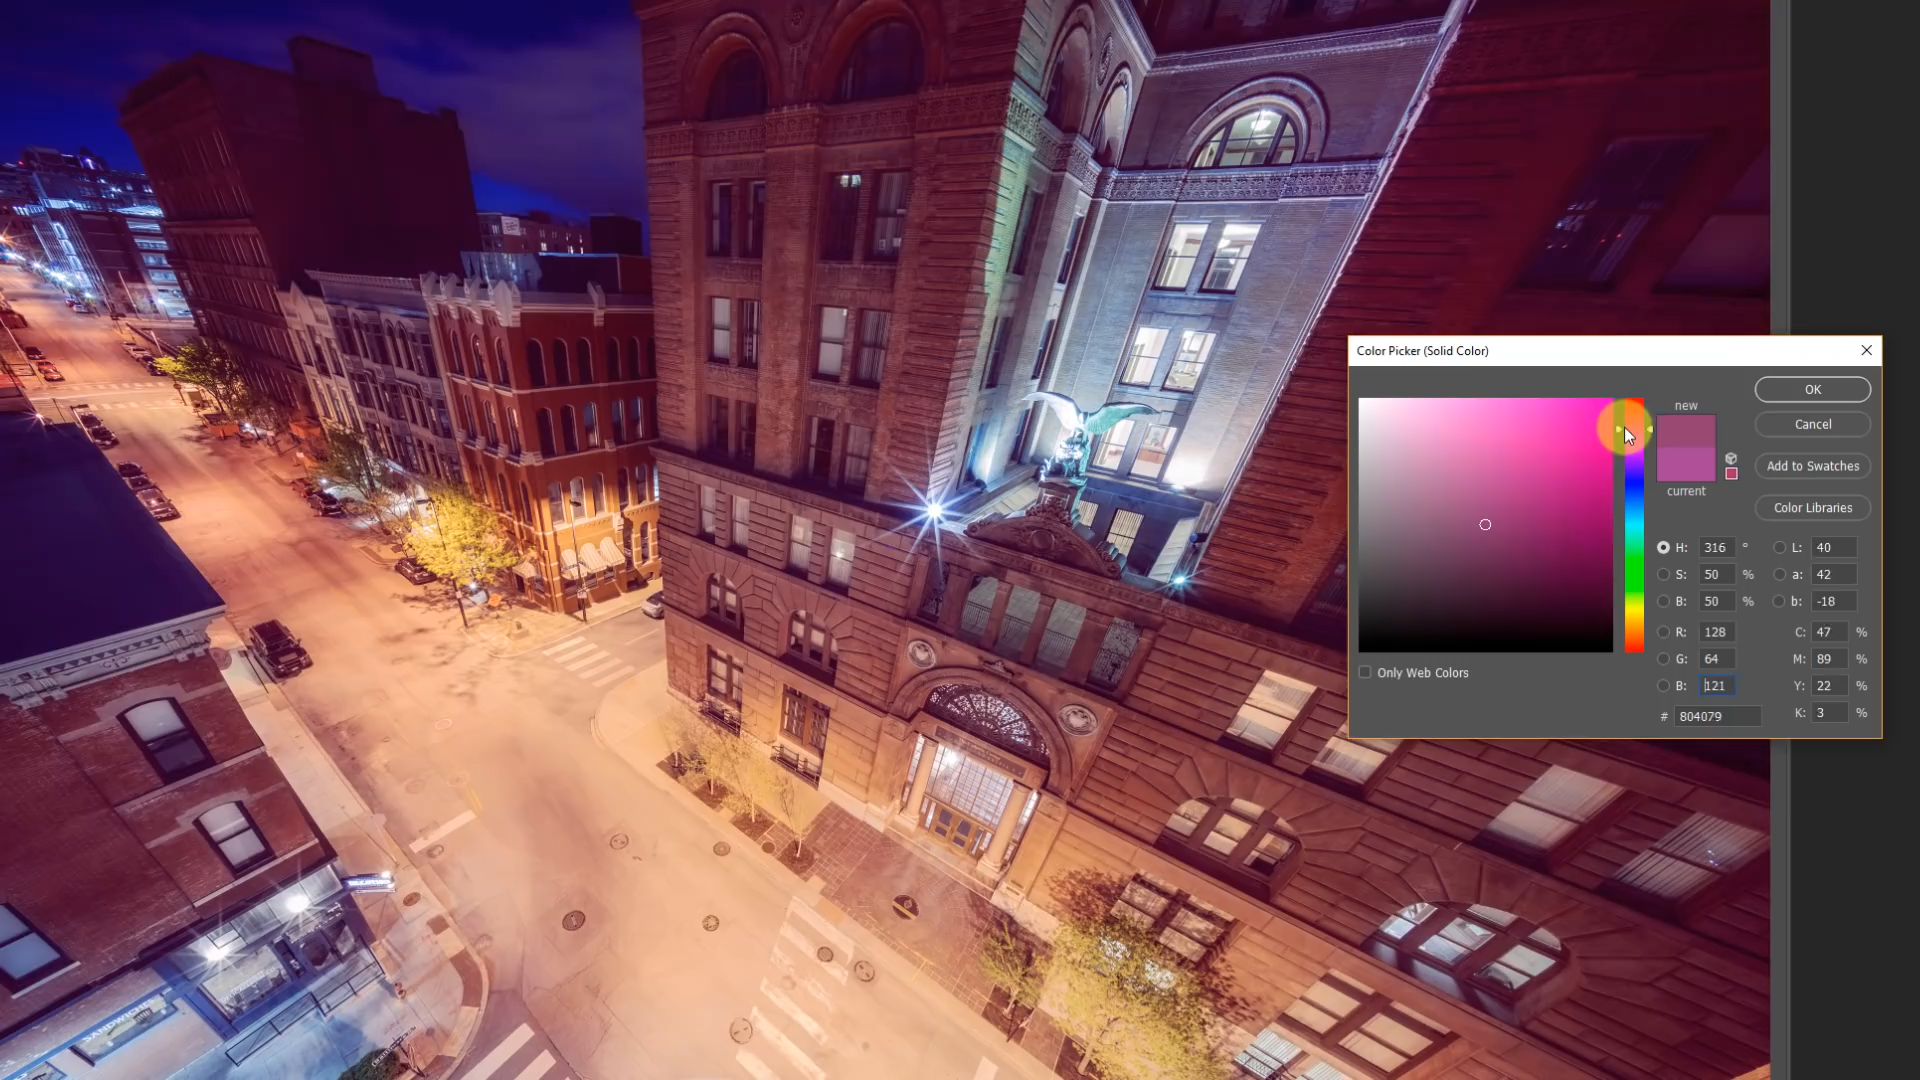 Color Picker (Solid Color)
OK
new
Cancel
Add to Swatches
current
Color Libraries
H: 316 °
L: 40
S: 50 %
a: 42
B: 50 %
b: -18
R: 128
C: 47 %
G: 64
M: 89 %
Only Web Colors
B: 121
Y: 22 %
# 804079
K: 3 %
SANDWICHES